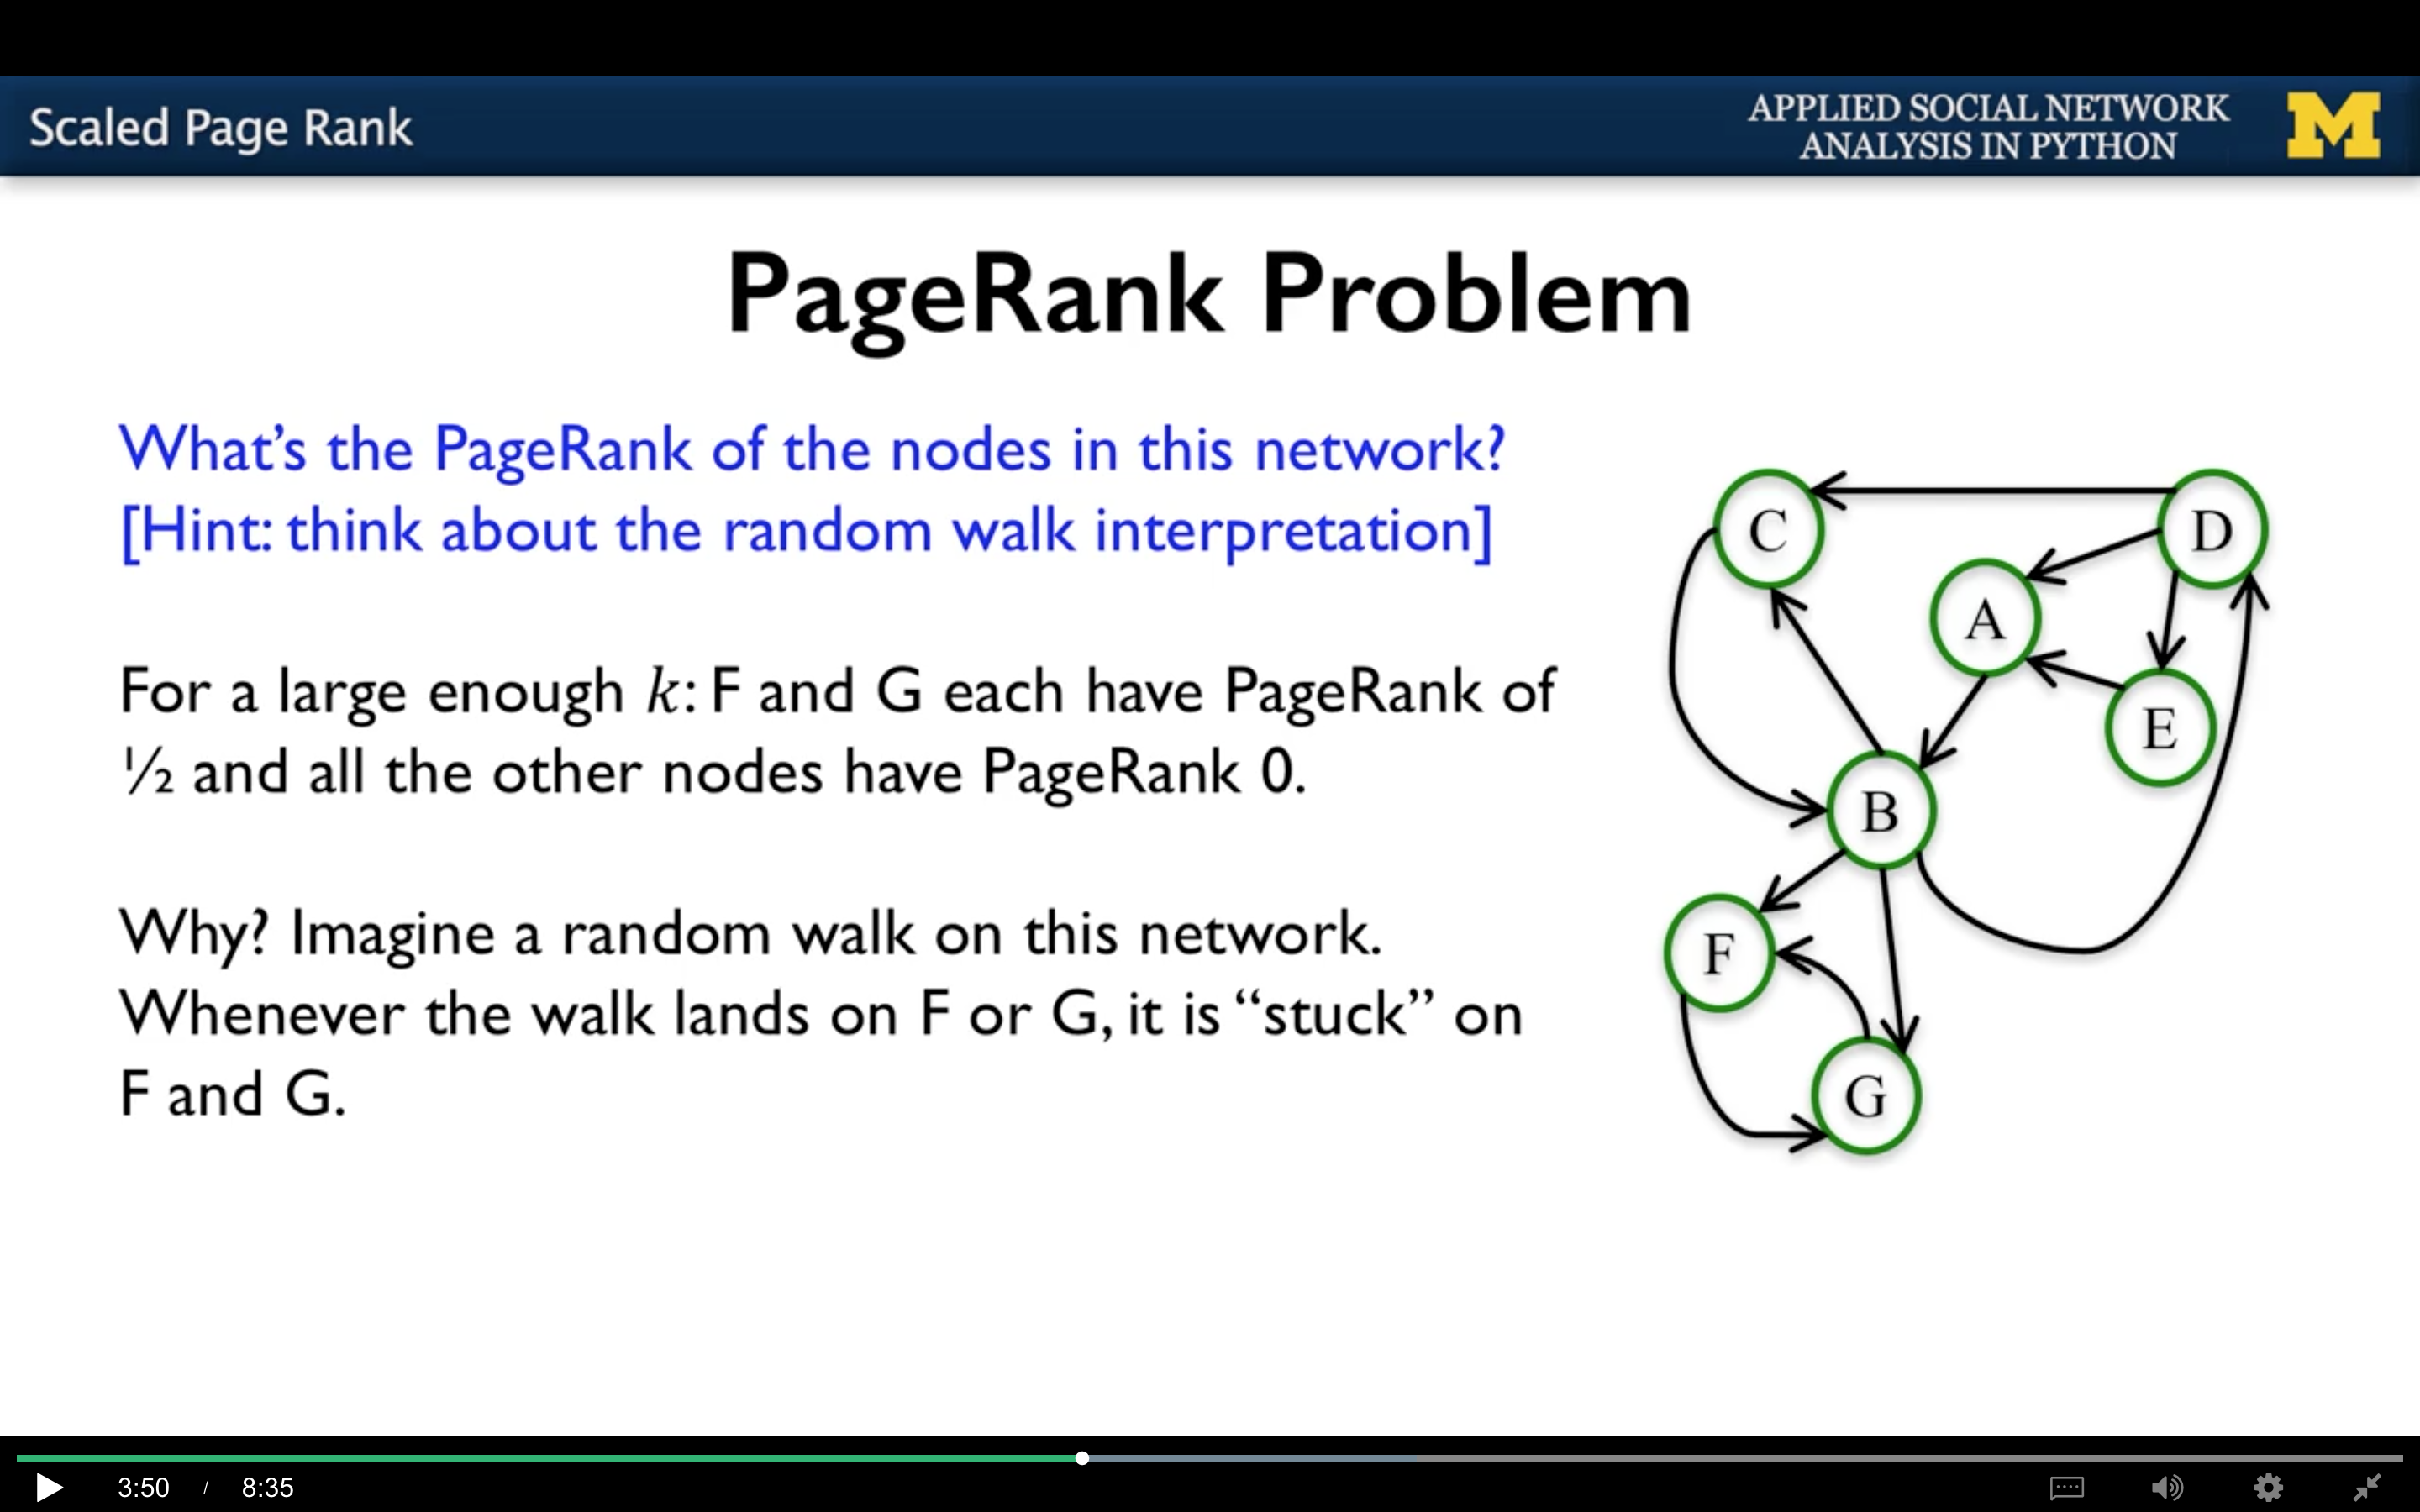 Scaled Page Rank
APPLIED SOCIAL NETWORK
ANALYSIS IN PYTHON
M
PageRank Problem
What's the PageRank of the nodes in this network?
[Hint: think about the random walk interpretation]
For a large enough k: F and G each have PageRank of
½ and all the other nodes have PageRank 0.
Why? Imagine a random walk on this network.
Whenever the walk lands on F or G, it is “stuck” on
F and G.
C
D
A
E
B
F
G
3:50 / 8:35